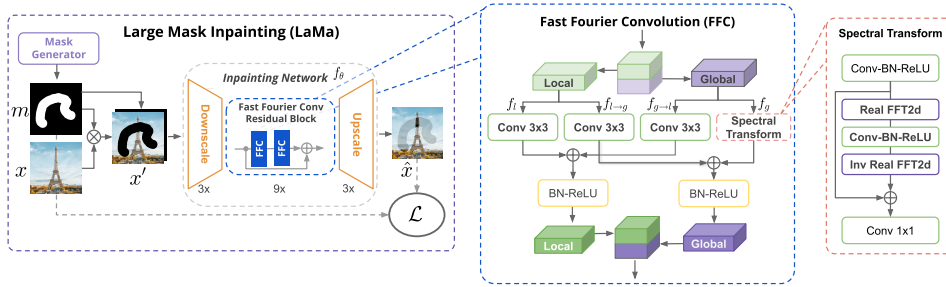 Large Mask Inpainting (LaMa)
Mask
Generator
m
x
x′
Inpainting Network fθ
Downscale
Fast Fourier Conv
Residual Block
FFC
FFC
Upscale
3x
9x
3x
x̂
ℒ
Fast Fourier Convolution (FFC)
Local
Global
fl
fl→g
fg→l
fg
Conv 3x3
Conv 3x3
Conv 3x3
Spectral
Transform
BN-ReLU
BN-ReLU
Local
Global
Spectral Transform
Conv-BN-ReLU
Real FFT2d
Conv-BN-ReLU
Inv Real FFT2d
Conv 1x1